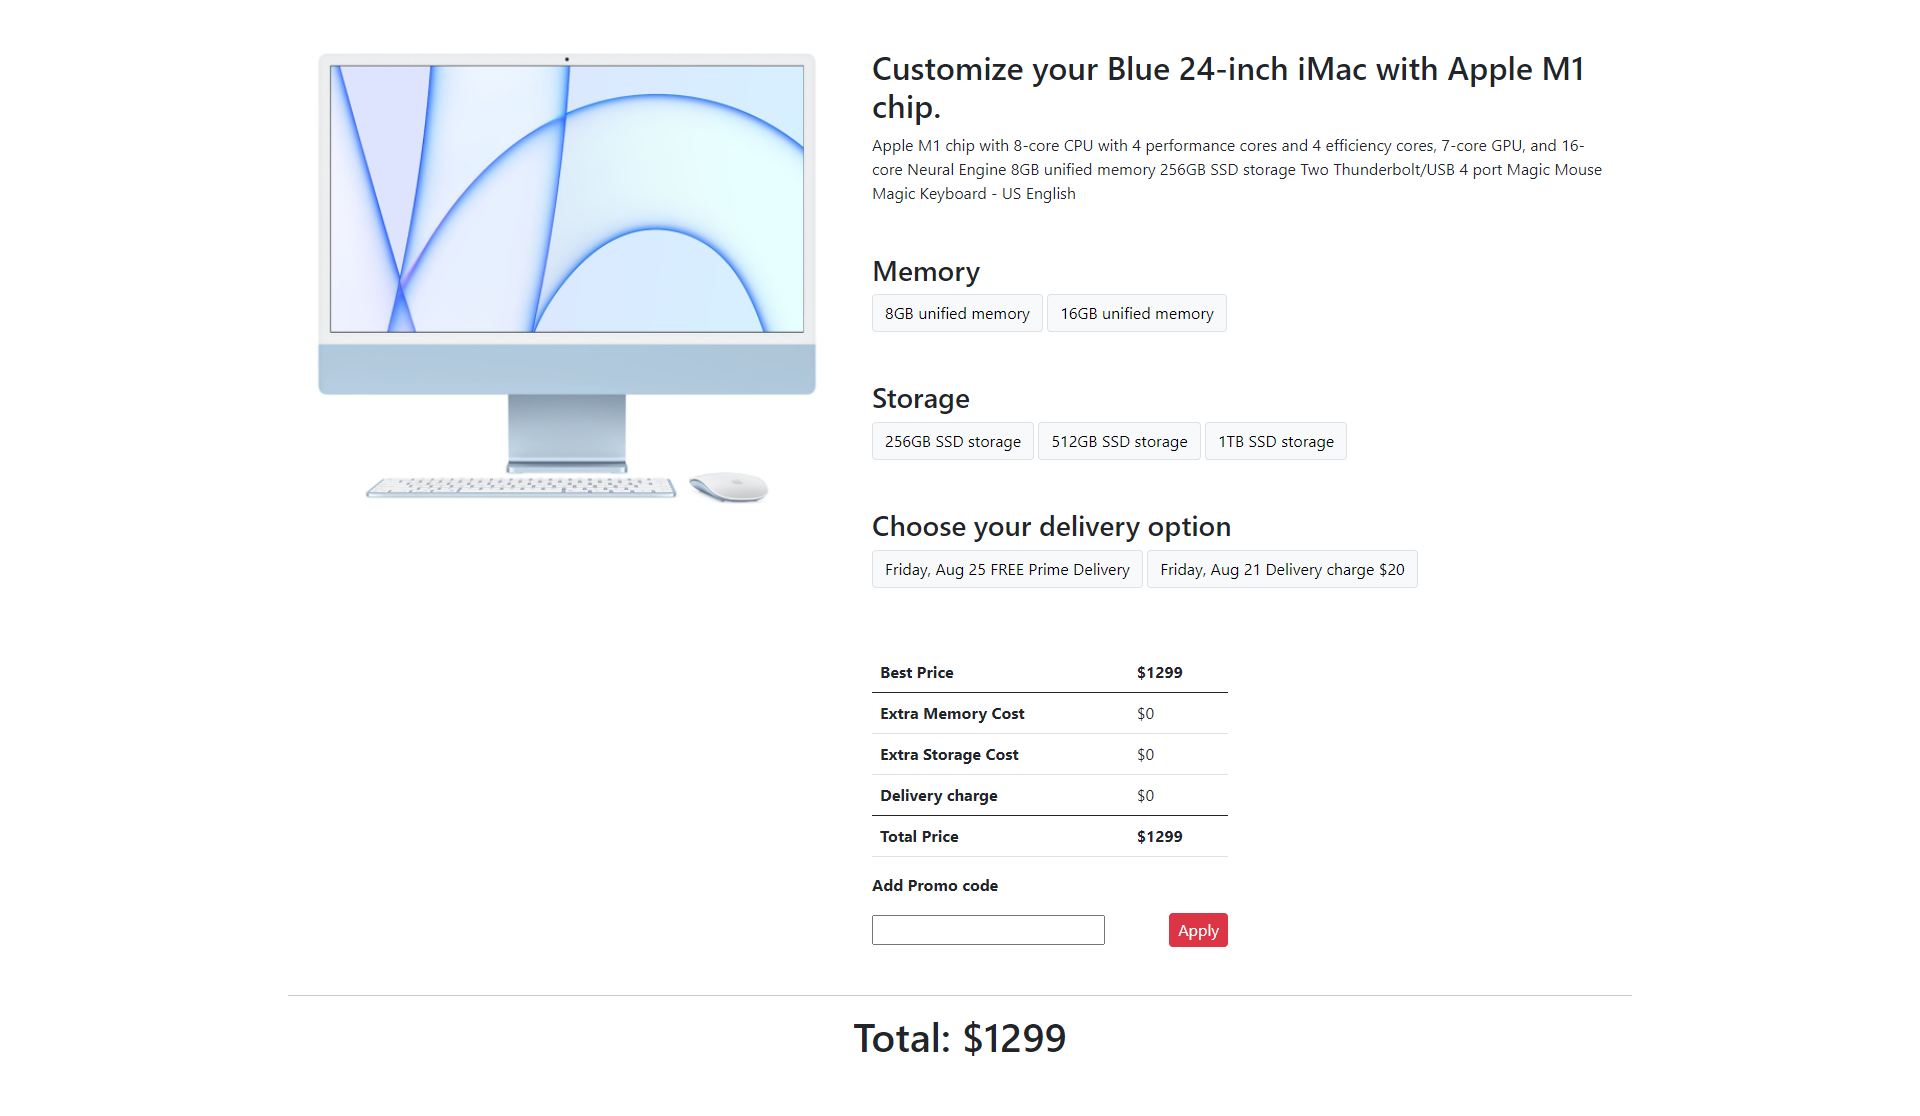 Customize your Blue 24-inch iMac with Apple M1
chip.
Apple M1 chip with 8-core CPU with 4 performance cores and 4 efficiency cores, 7-core GPU, and 16-
core Neural Engine 8GB unified memory 256GB SSD storage Two Thunderbolt/USB 4 port Magic Mouse
Magic Keyboard - US English
Memory
8GB unified memory 16GB unified memory
Storage
256GB SSD storage 512GB SSD storage 1TB SSD storage
Choose your delivery option
Friday, Aug 25 FREE Prime Delivery Friday, Aug 21 Delivery charge $20
Best Price $1299
Extra Memory Cost $0
Extra Storage Cost $0
Delivery charge $0
Total Price $1299
Add Promo code
Apply
Total: $1299